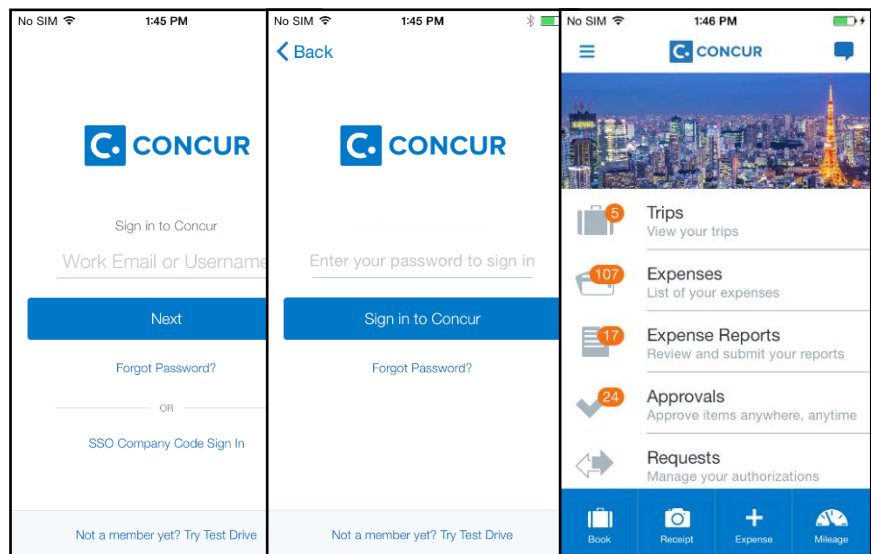 No SIM 1:45 PM
C. CONCUR
Sign in to Concur
Work Email or Username
Next
Forgot Password?
OR
SSO Company Code Sign In
Not a member yet? Try Test Drive
No SIM 1:45 PM
Back
C. CONCUR
Enter your password to sign in
Sign in to Concur
Forgot Password?
Not a member yet? Try Test Drive
No SIM 1:46 PM
C. CONCUR
5 Trips
View your trips
107 Expenses
List of your expenses
17 Expense Reports
Review and submit your reports
24 Approvals
Approve items anywhere, anytime
Requests
Manage your authorizations
Book Receipt Expense Mileage